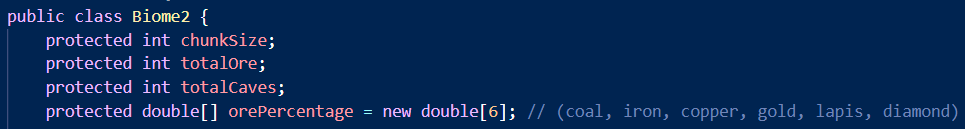 public class Biome2 {
    protected int chunkSize;
    protected int totalOre;
    protected int totalCaves;
    protected double[] orePercentage = new double[6]; // (coal, iron, copper, gold, lapis, diamond)